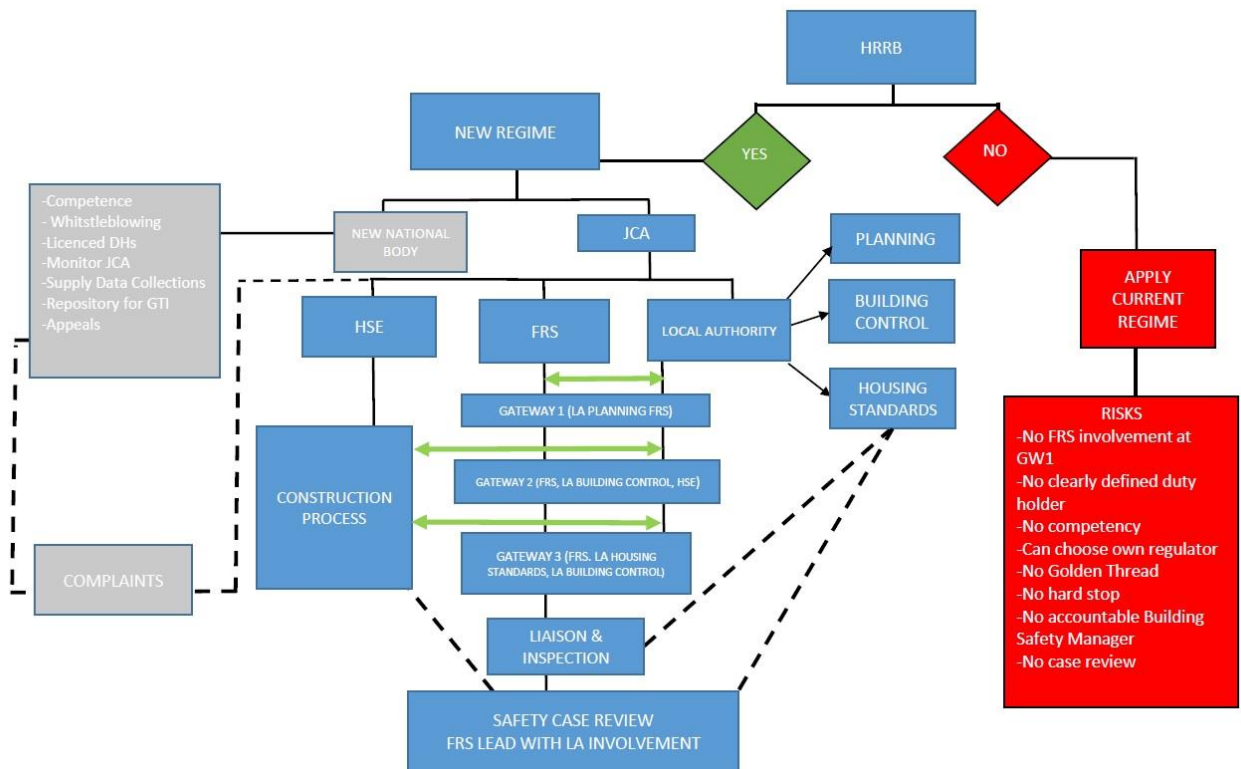 HRRB
NEW REGIME
YES
NO
-Competence
- Whitstleblowing
-Licenced DHs
-Monitor JCA
-Supply Data Collections
-Repository for GTI
-Appeals
NEW NATIONAL
BODY
JCA
PLANNING
HSE
FRS
LOCAL AUTHORITY
BUILDING
CONTROL
APPLY
CURRENT
REGIME
HOUSING
STANDARDS
GATEWAY 1 (LA PLANNING FRS)
CONSTRUCTION
PROCESS
GATEWAY 2 (FRS, LA BUILDING CONTROL, HSE)
GATEWAY 3 (FRS. LA HOUSING
STANDARDS, LA BUILDING CONTROL)
COMPLAINTS
LIAISON &
INSPECTION
SAFETY CASE REVIEW
FRS LEAD WITH LA INVOLVEMENT
RISKS
-No FRS involvement at
GW1
-No clearly defined duty
holder
-No competency
-Can choose own regulator
-No Golden Thread
-No hard stop
-No accountable Building
Safety Manager
-No case review